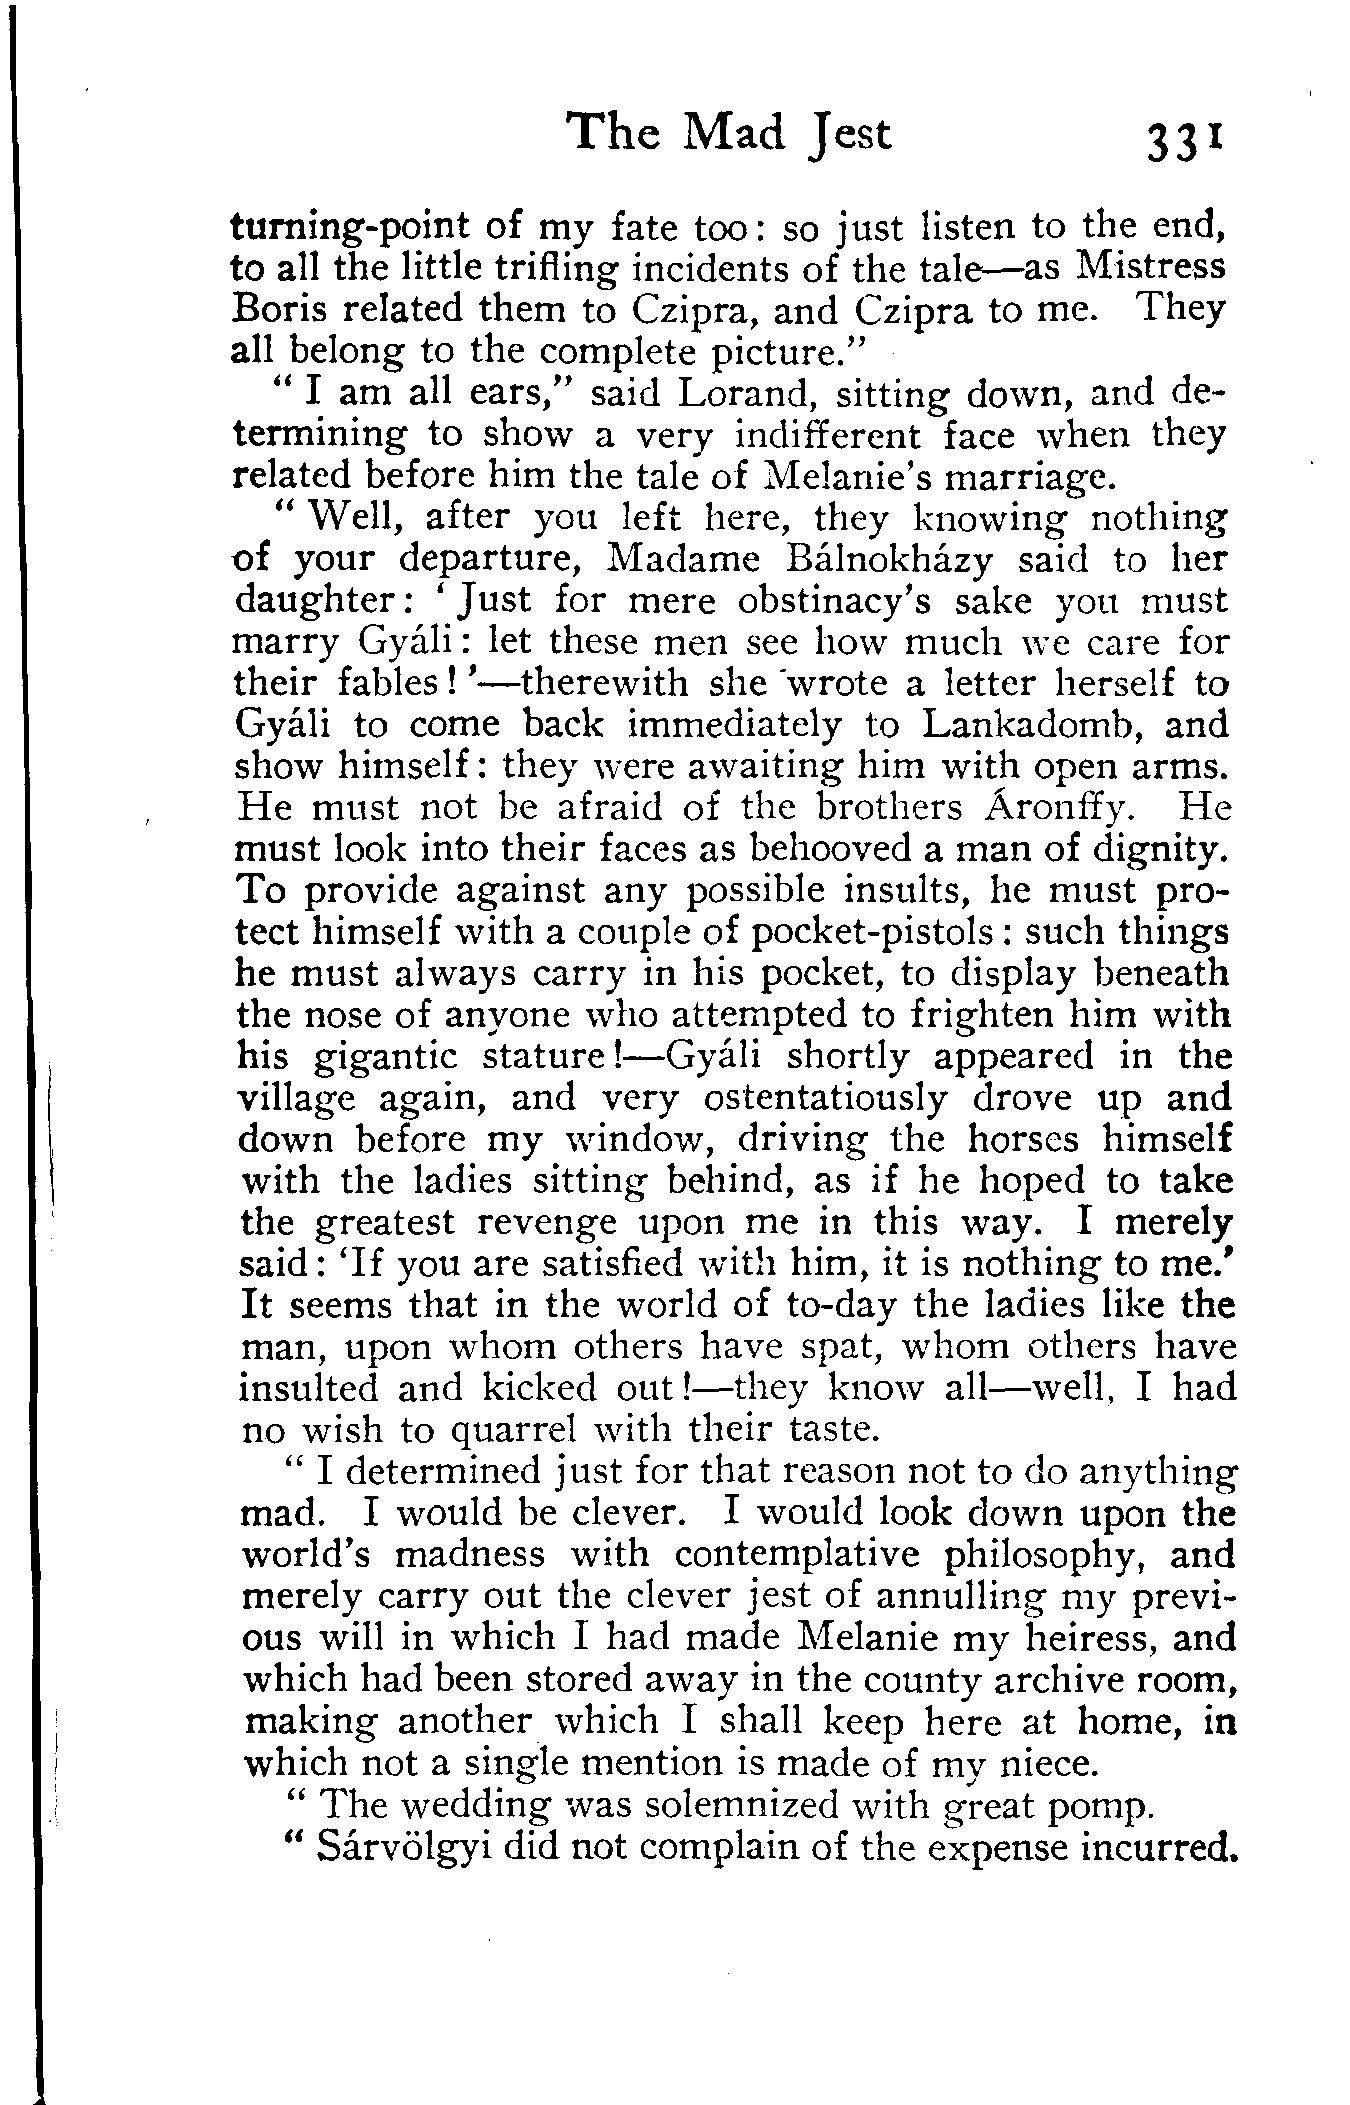 The Mad Jest 331
turning-point of my fate too: so just listen to the end,
to all the little trifling incidents of the tale—as Mistress
Boris related them to Czipra, and Czipra to me. They
all belong to the complete picture."
"I am all ears," said Lorand, sitting down, and de-
termining to show a very indifferent face when they
related before him the tale of Melanie's marriage.
"Well, after you left here, they knowing nothing
of your departure, Madame Bálnokházy said to her
daughter: 'Just for mere obstinacy's sake you must
marry Gyáli: let these men see how much we care for
their fables!'—therewith she wrote a letter herself to
Gyáli to come back immediately to Lankadomb, and
show himself: they were awaiting him with open arms.
He must not be afraid of the brothers Áronffy. He
must look into their faces as behooved a man of dignity.
To provide against any possible insults, he must pro-
tect himself with a couple of pocket-pistols: such things
he must always carry in his pocket, to display beneath
the nose of anyone who attempted to frighten him with
his gigantic stature!—Gyáli shortly appeared in the
village again, and very ostentatiously drove up and
down before my window, driving the horses himself
with the ladies sitting behind, as if he hoped to take
the greatest revenge upon me in this way. I merely
said: 'If you are satisfied with him, it is nothing to me.'
It seems that in the world of to-day the ladies like the
man, upon whom others have spat, whom others have
insulted and kicked out!—they know all—well, I had
no wish to quarrel with their taste.
"I determined just for that reason not to do anything
mad. I would be clever. I would look down upon the
world's madness with contemplative philosophy, and
merely carry out the clever jest of annulling my previ-
ous will in which I had made Melanie my heiress, and
which had been stored away in the county archive room,
making another which I shall keep here at home, in
which not a single mention is made of my niece.
"The wedding was solemnized with great pomp.
"Sárvölgyi did not complain of the expense incurred.